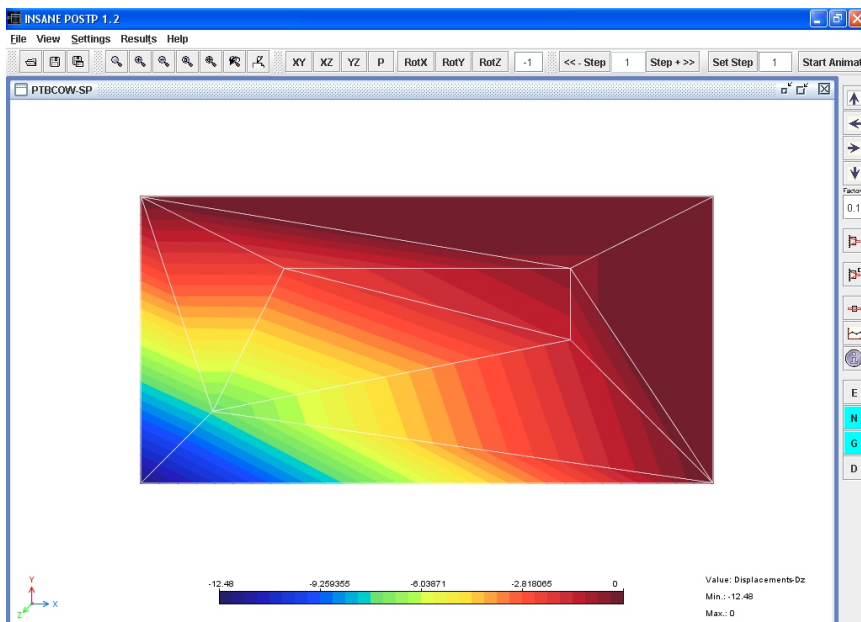 INSANE POSTP 1.2
File View Settings Results Help
XY XZ YZ P RotX RotY RotZ -1 <<- Step 1 Step + >> Set Step 1 Start Animat
PTBCOW-SP
Factor
0.1
E
N
G
D
-12.48 -9.259355 -6.03871 -2.818065 0
Value: Displacements-Dz
Min.: -12.48
Max.: 0
Y
X
Z